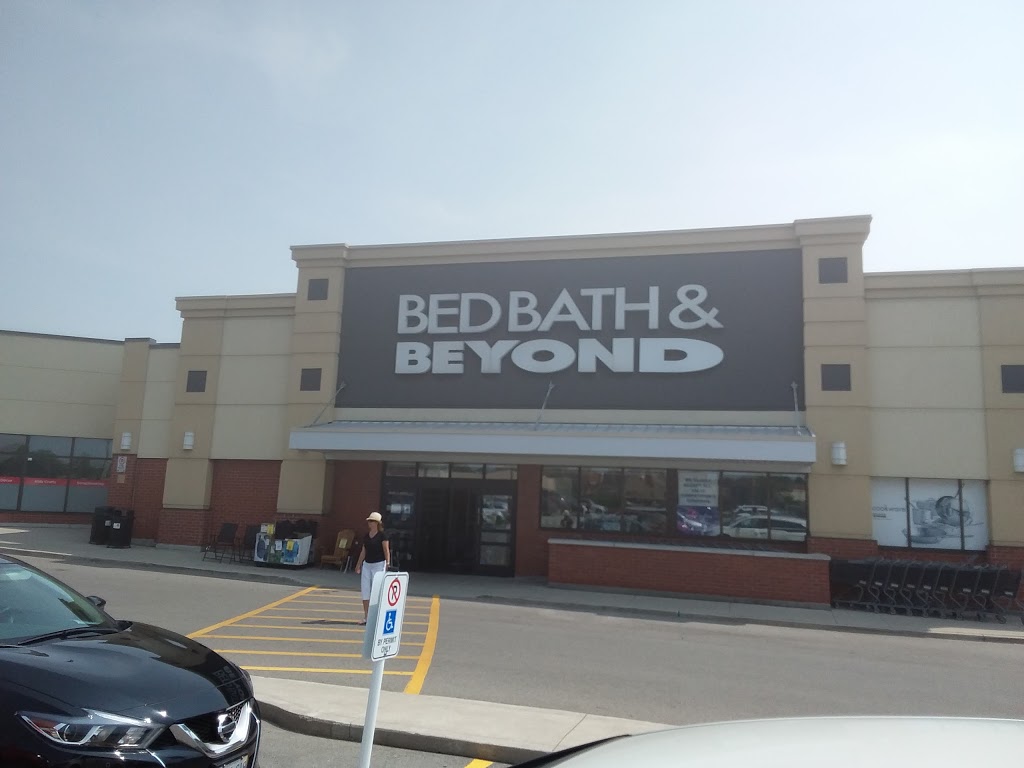 BED BATH &
BEYOND
BY PERMIT
ONLY